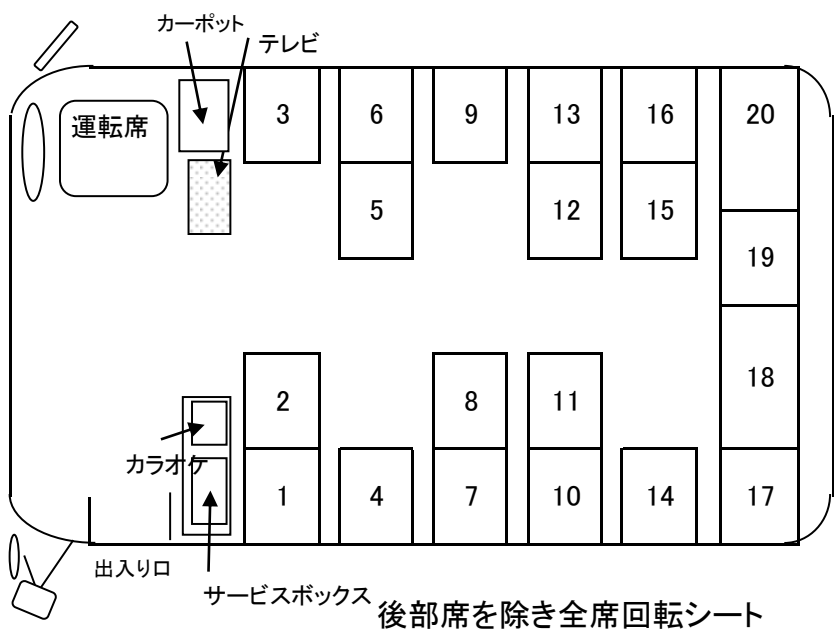 カーポット
テレビ
運転席
3 6 9 13 16 20
5 12 15
19
2 8 11 18
カラオケ
1 4 7 10 14 17
出入り口
サービスボックス
後部席を除き全席回転シート